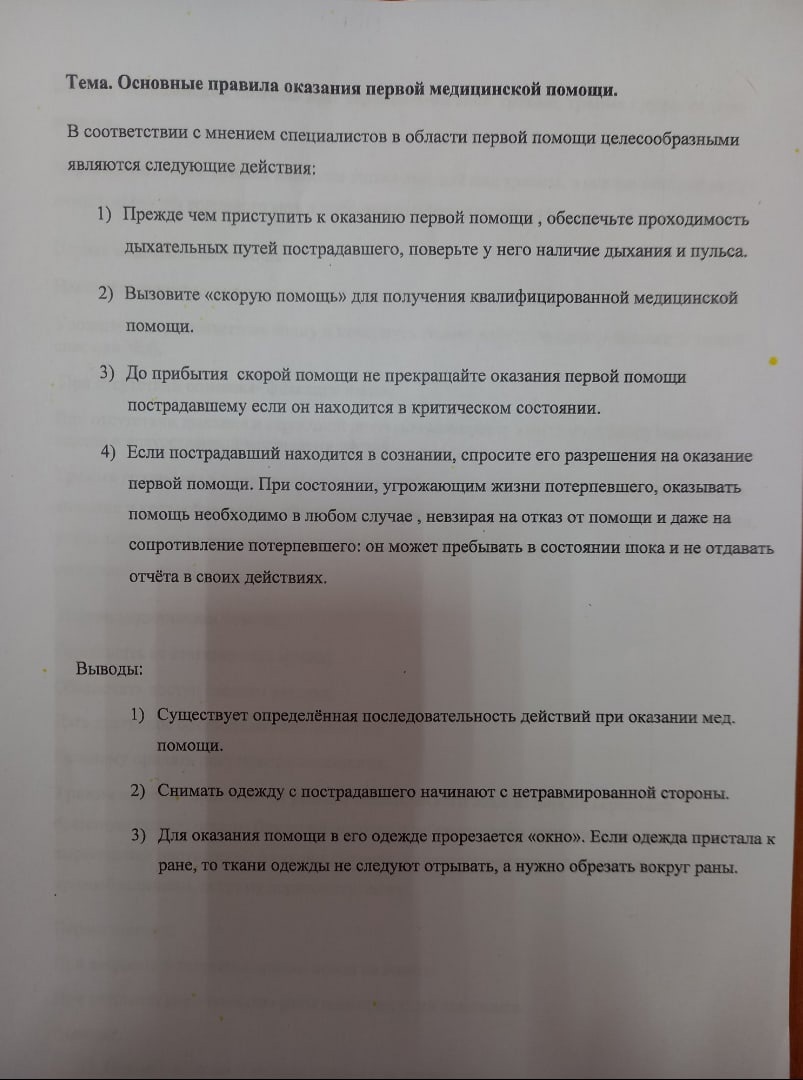 Тема. Основные правила оказания первой медицинской помощи.
В соответствии с мнением специалистов в области первой помощи целесообразными
являются следующие действия:
1) Прежде чем приступить к оказанию первой помощи , обеспечьте проходимость
дыхательных путей пострадавшего, поверьте у него наличие дыхания и пульса.
2) Вызовите «скорую помощь» для получения квалифицированной медицинской
помощи.
3) До прибытия скорой помощи не прекращайте оказания первой помощи
пострадавшему если он находится в критическом состоянии.
4) Если пострадавший находится в сознании, спросите его разрешения на оказание
первой помощи. При состоянии, угрожающим жизни потерпевшего, оказывать
помощь необходимо в любом случае , невзирая на отказ от помощи и даже на
сопротивление потерпевшего: он может пребывать в состоянии шока и не отдавать
отчёта в своих действиях.
Выводы:
1) Существует определённая последовательность действий при оказании мед.
помощи.
2) Снимать одежду с пострадавшего начинают с нетравмированной стороны.
3) Для оказания помощи в его одежде прорезается «окно». Если одежда пристала к
ране, то ткани одежды не следуют отрывать, а нужно обрезать вокруг раны.